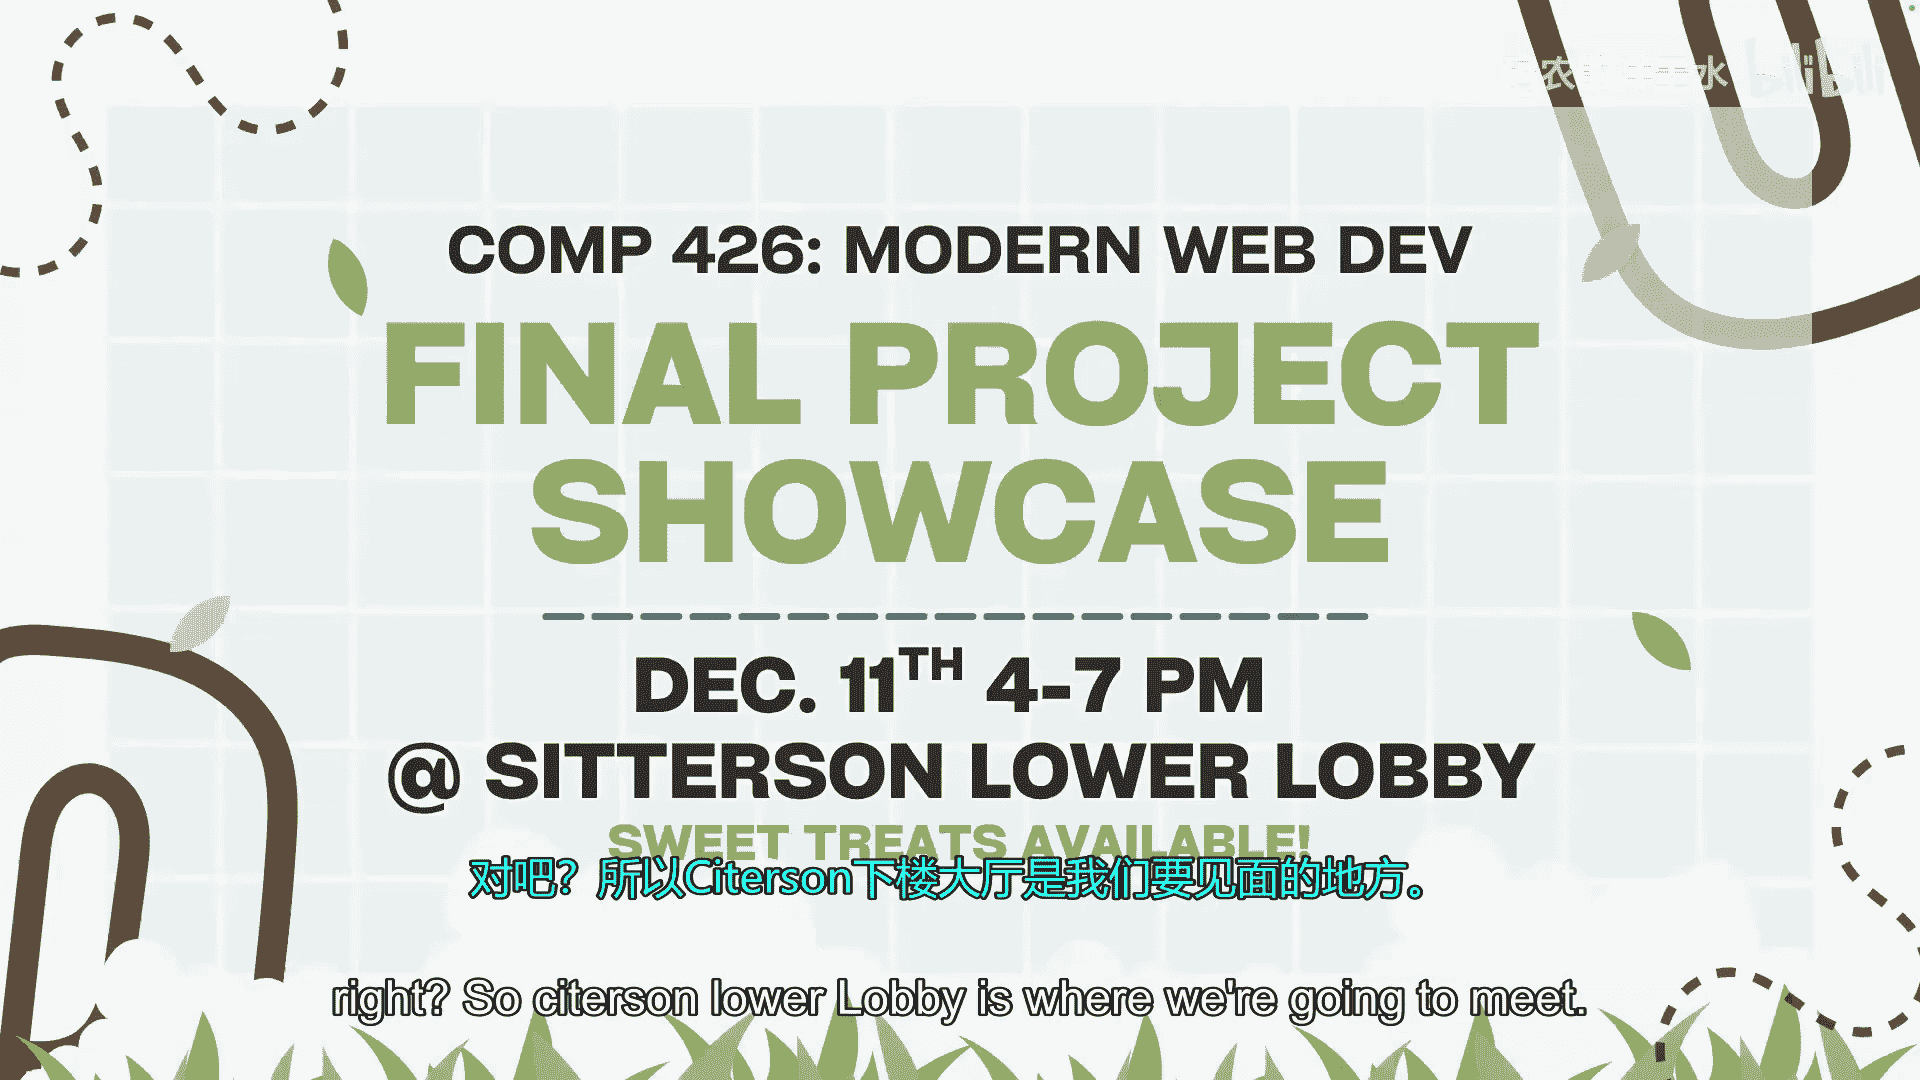 bilibili
COMP 426: MODERN WEB DEV
FINAL PROJECT
SHOWCASE
DEC. 11TH 4-7 PM
@ SITTERSON LOWER LOBBY
SWEET TREATS AVAILABLE!
对吧？所以Citerson下楼大厅是我们要见面的地方。
right? So citerson lower Lobby is where we're going to meet.